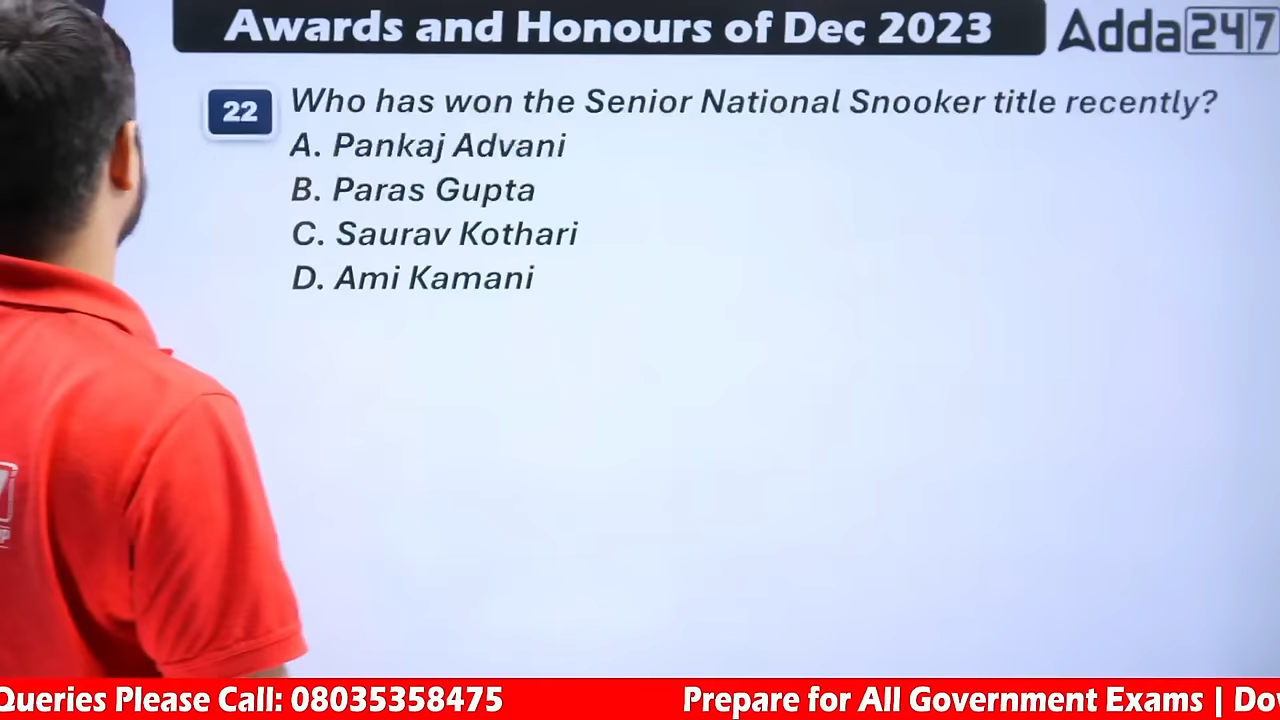 Awards and Honours of Dec 2023
Adda247
22 Who has won the Senior National Snooker title recently?
A. Pankaj Advani
B. Paras Gupta
C. Saurav Kothari
D. Ami Kamani
Queries Please Call: 08035358475 Prepare for All Government Exams |